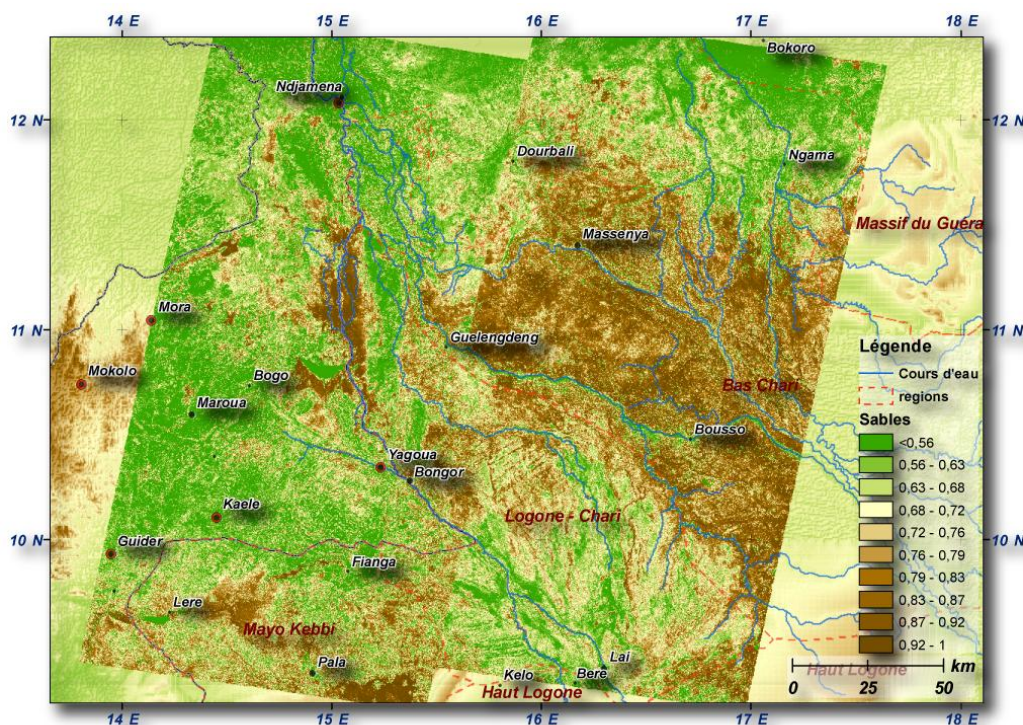 14 E 15 E 16 E 17 E 18 E
Bokoro
Ndjamena
12 N 12 N
Dourbali
Ngama
Massif du Guéra
Massenya
Mora
11 N 11 N
Guelengdeng
Légende
Mokolo
Bogo
Cours d'eau
Bas Chari
regions
Maroua
Sables
Bousso
<0,56
Yagoua
0,56 - 0,63
Bongor
0,63 - 0,68
Kaele
Logone - Chari
0,68 - 0,72
0,72 - 0,76
10 N 10 N
Guider
0,76 - 0,79
Fianga
0,79 - 0,83
Lere
0,83 - 0,87
Mayo Kebbi
0,87 - 0,92
0,92 - 1
Lai
Pala
Kelo
Bere
Haut Logone
Haut Logone
km
0 25 50
14 E 15 E 16 E 17 E 18 E